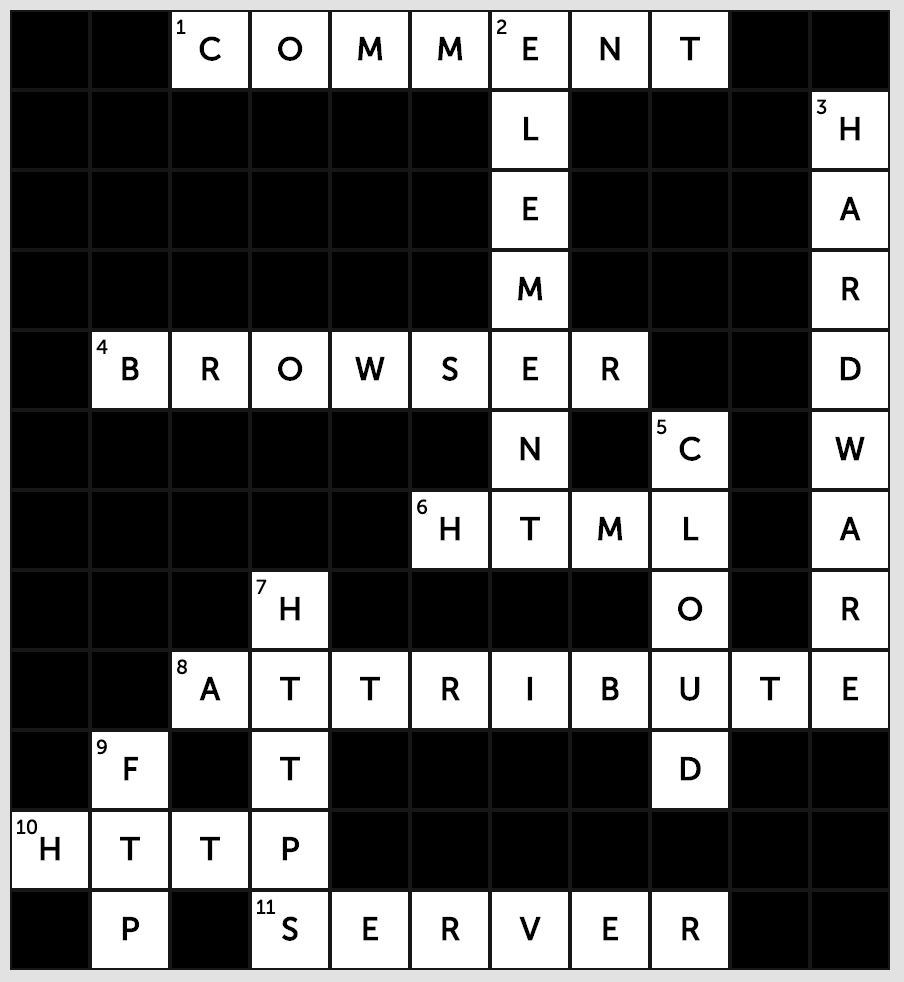 1 C O M M 2 E N T
L 3 H
E A
M R
4 B R O W S E R D
N 5 C W
6 H T M L A
7 H O R
8 A T T R I B U T E
9 F T D
10 H T T P
P 11 S E R V E R